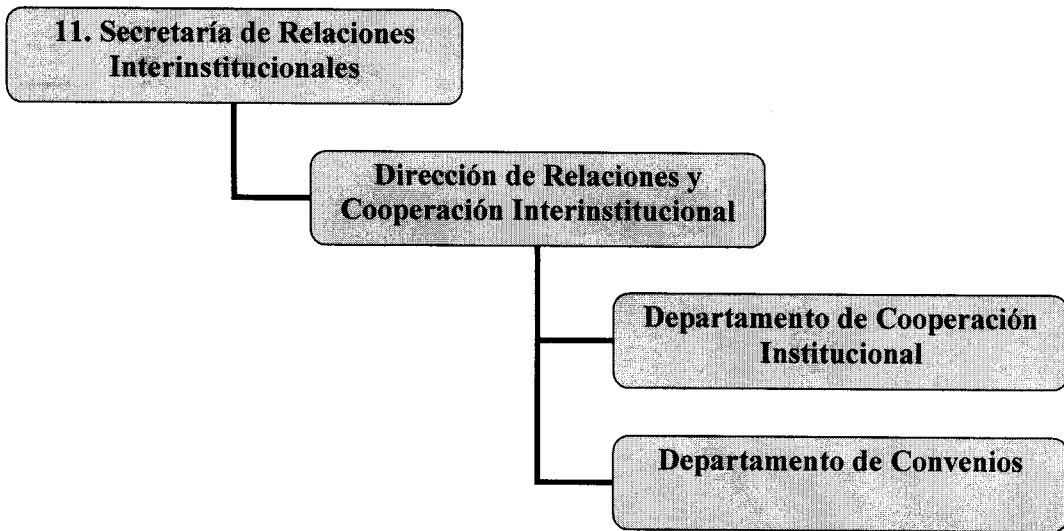 11. Secretaría de Relaciones
Interinstitucionales
Dirección de Relaciones y
Cooperación Interinstitucional
Departamento de Cooperación
Institucional
Departamento de Convenios